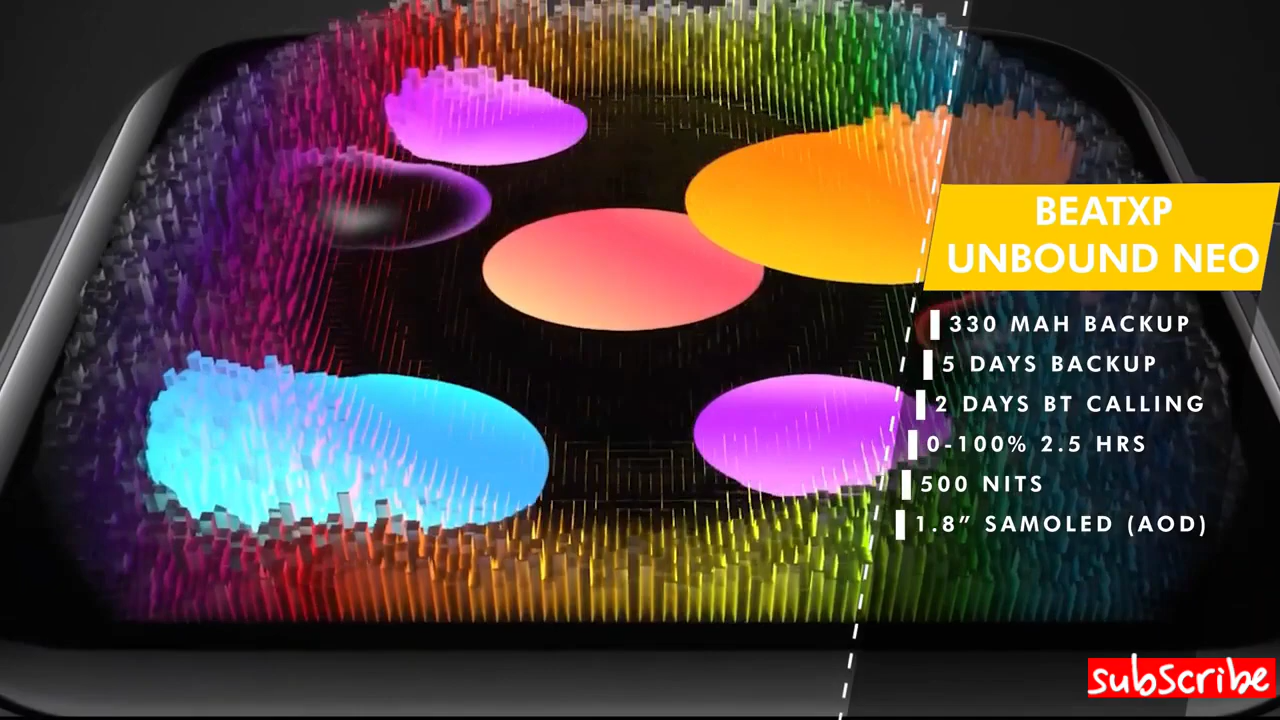 BEATXP
UNBOUND NEO
330 MAH BACKUP
5 DAYS BACKUP
2 DAYS BT CALLING
0-100% 2.5 HRS
500 NITS
1.8” SAMOLED (AOD)
subscribe